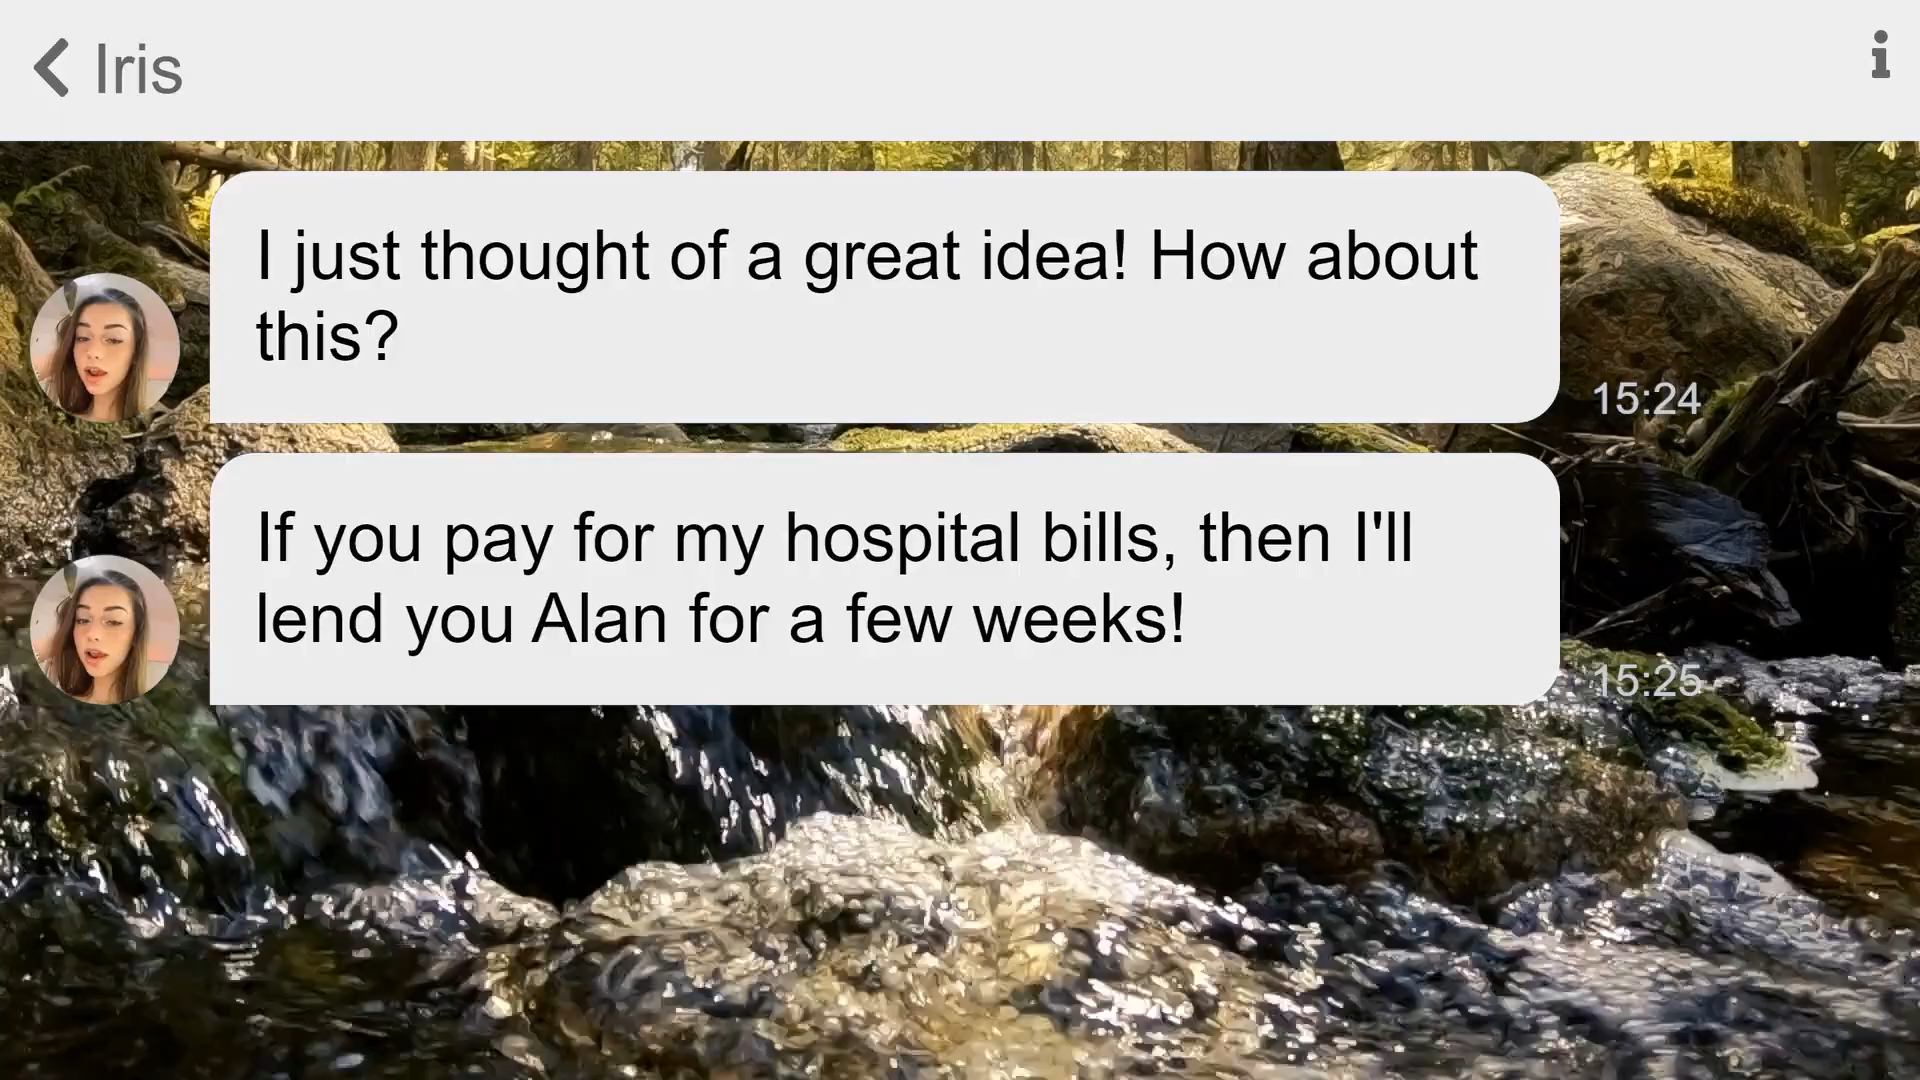 Iris
I just thought of a great idea! How about
this?
15:24
If you pay for my hospital bills, then I'll
lend you Alan for a few weeks!
15:25